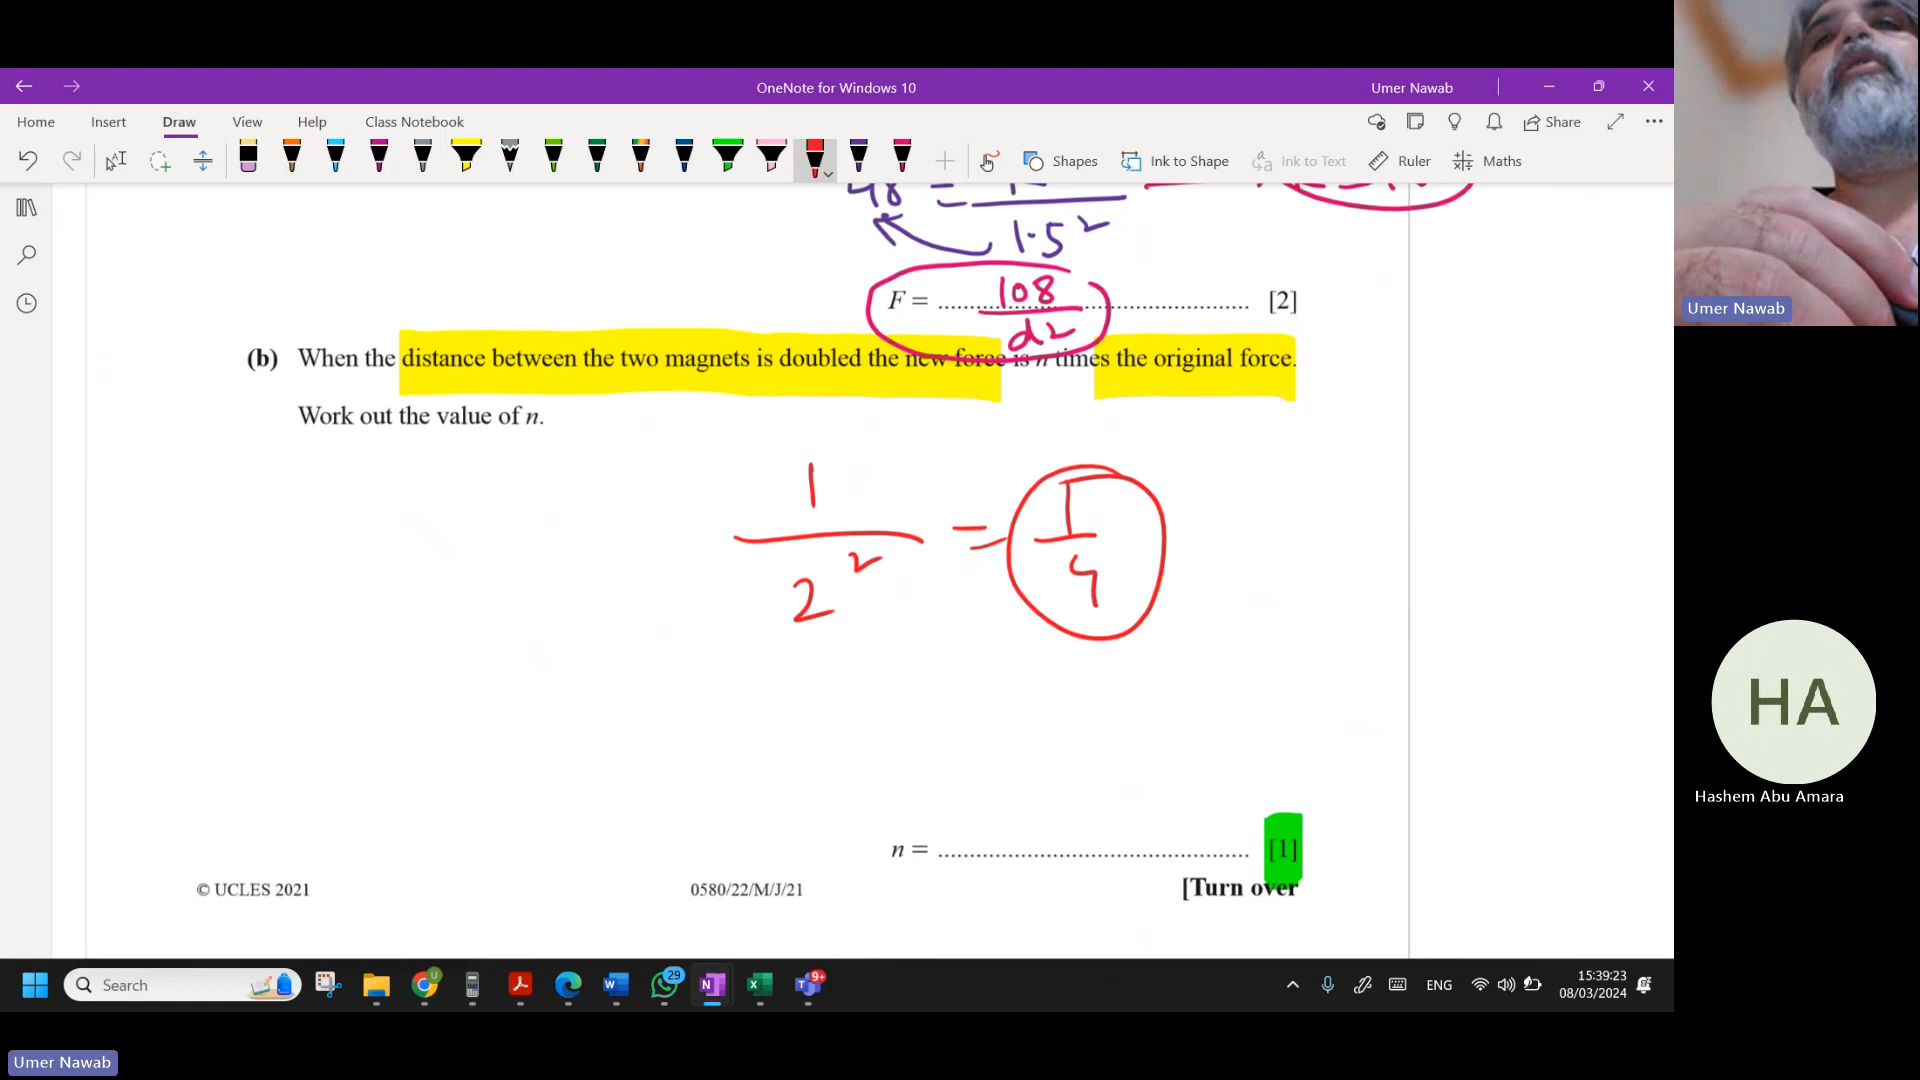 OneNote for Windows 10
Umer Nawab
Home Insert Draw View Help Class Notebook
Share
Shapes Ink to Shape Ink to Text Ruler Maths
48 =
1.5²
F = 108/d² [2]
(b) When the distance between the two magnets is doubled the new force is n times the original force.
Work out the value of n.
1/2² = 1/4
n = [1]
© UCLES 2021 0580/22/M/J/21 [Turn over
Umer Nawab
HA
Hashem Abu Amara
Search
29
9+
ENG
15:39:23
08/03/2024
Umer Nawab